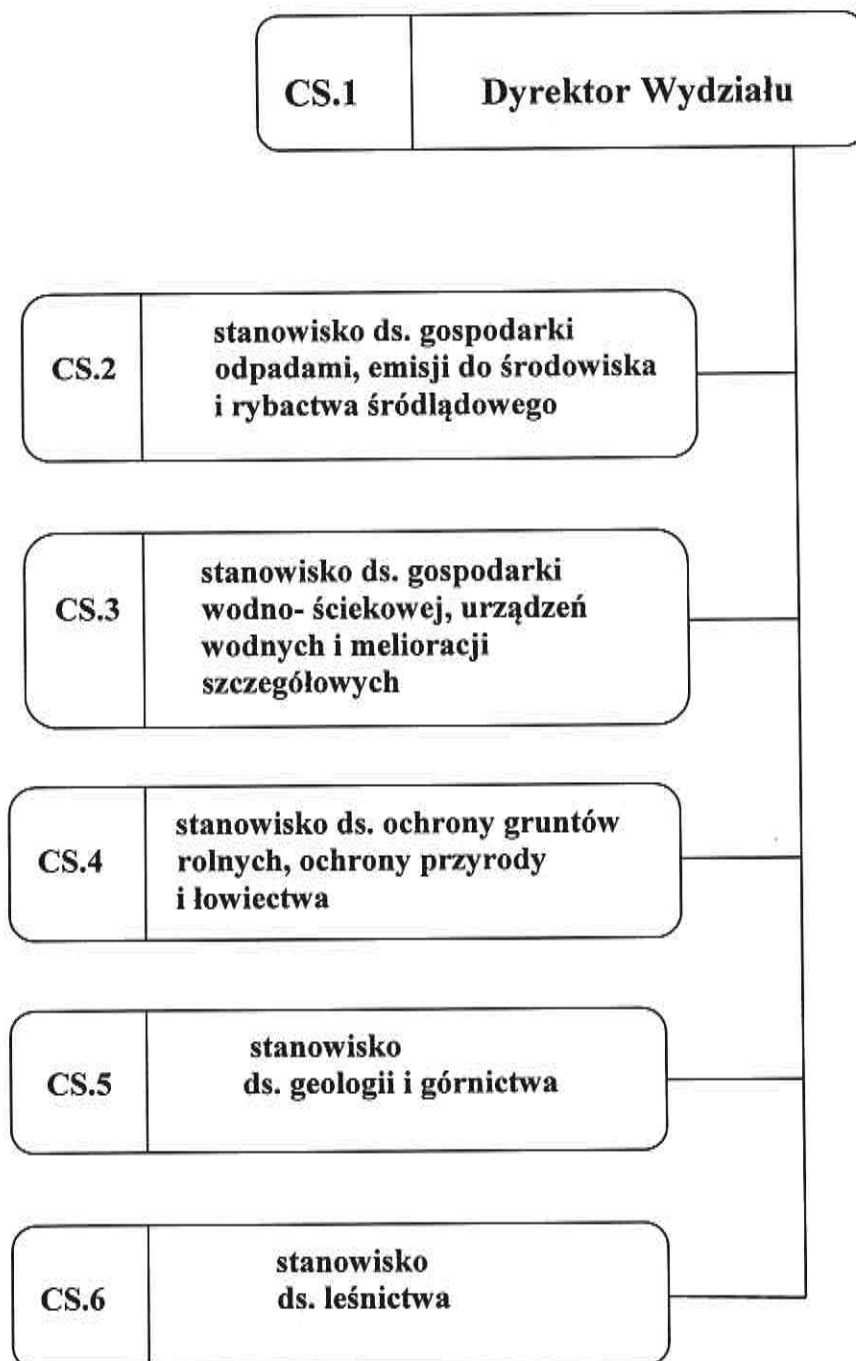 CS.1 Dyrektor Wydziału
stanowisko ds. gospodarki
CS.2 odpadami, emisji do środowiska
i rybactwa śródlądowego
stanowisko ds. gospodarki
CS.3 wodno- ściekowej, urządzeń
wodnych i melioracji
szczegółowych
stanowisko ds. ochrony gruntów
CS.4 rolnych, ochrony przyrody
i łowiectwa
stanowisko
CS.5 ds. geologii i górnictwa
stanowisko
CS.6 ds. leśnictwa